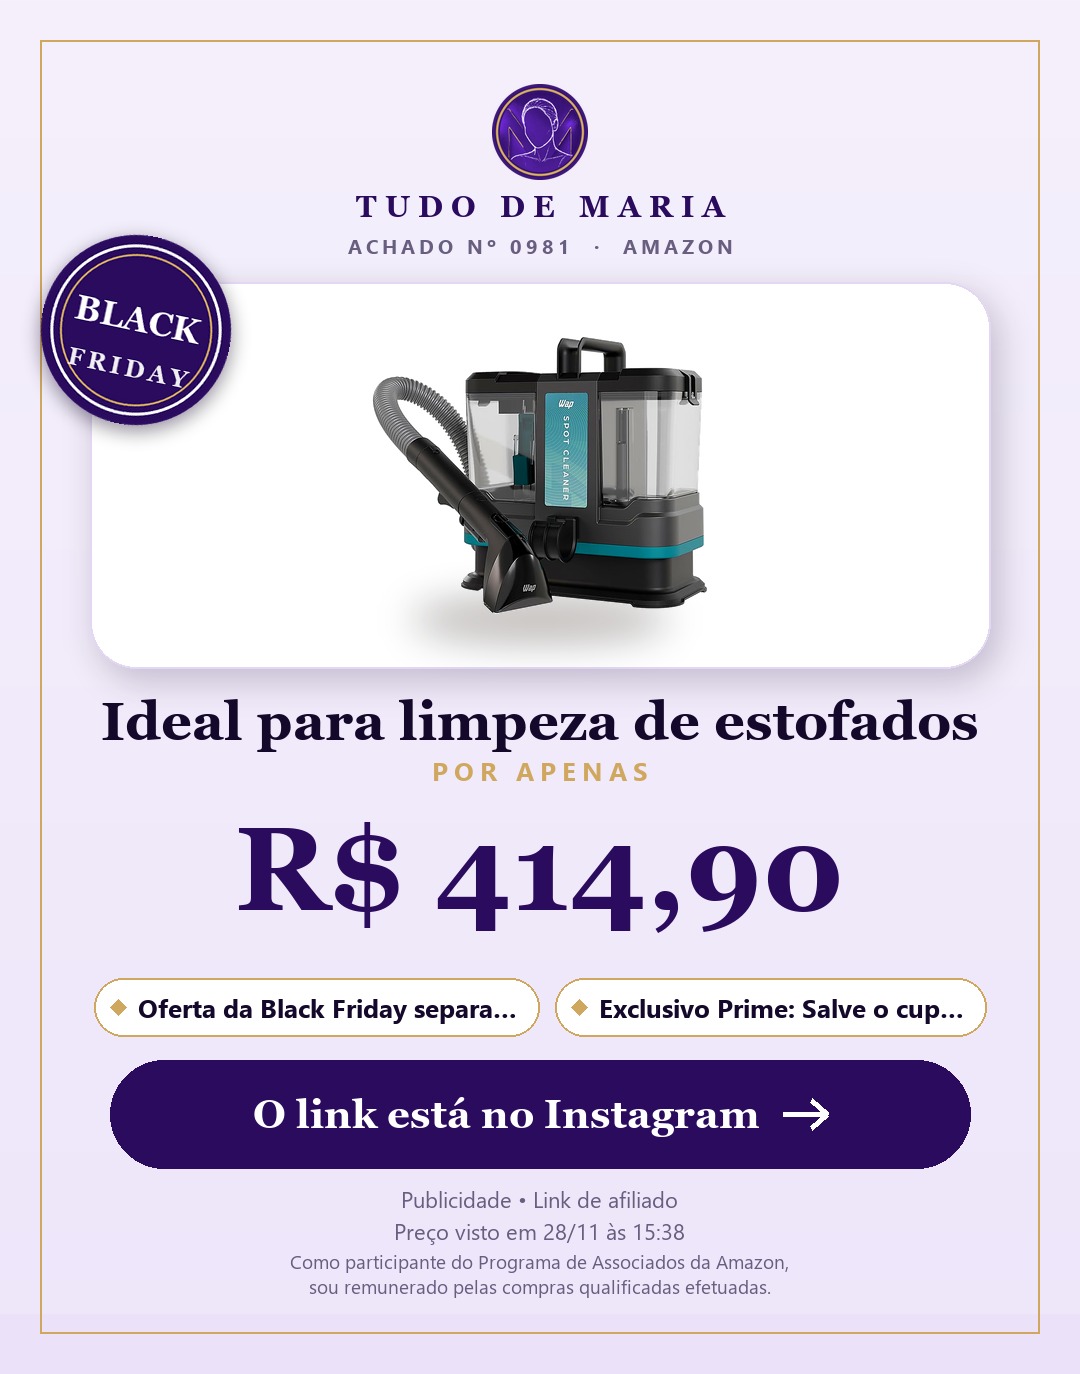 TUDO DE MARIA
ACHADO Nº 0981 · AMAZON
BLACK
FRIDAY
Wap
SPOT CLEANER
Wap
Ideal para limpeza de estofados
POR APENAS
R$ 414,90
Oferta da Black Friday separa...
Exclusivo Prime: Salve o cup...
O link está no Instagram →
Publicidade • Link de afiliado
Preço visto em 28/11 às 15:38
Como participante do Programa de Associados da Amazon,
sou remunerado pelas compras qualificadas efetuadas.